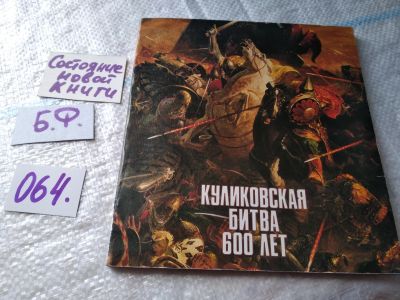 Состояние
новой
Книги
Б.Ф.
064.
КУЛИКОВСКАЯ
БИТВА
600 ЛЕТ